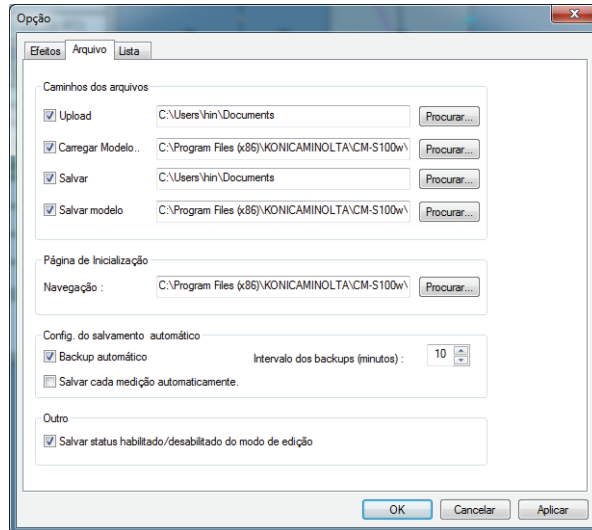 Opção
Efeitos Arquivo Lista
Caminhos dos arquivos
Upload C:\Users\hin\Documents Procurar...
Carregar Modelo.. C:\Program Files (x86)\KONICAMINOLTA\CM-S100w\ Procurar...
Salvar C:\Users\hin\Documents Procurar...
Salvar modelo C:\Program Files (x86)\KONICAMINOLTA\CM-S100w\ Procurar...
Página de Inicialização
Navegação : C:\Program Files (x86)\KONICAMINOLTA\CM-S100w\ Procurar...
Config. do salvamento automático
Backup automático Intervalo dos backups (minutos) : 10
Salvar cada medição automaticamente.
Outro
Salvar status habilitado/desabilitado do modo de edição
OK Cancelar Aplicar